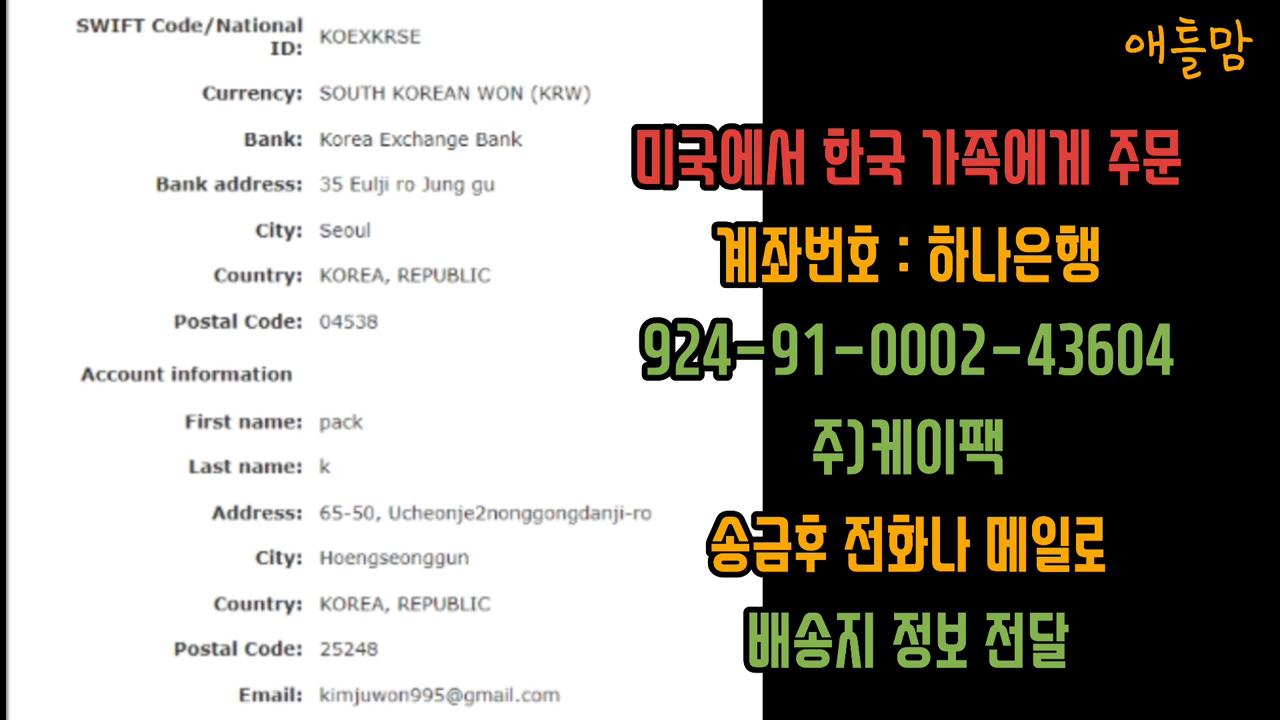 SWIFT Code/National ID: KOEXKRSE
Currency: SOUTH KOREAN WON (KRW)
Bank: Korea Exchange Bank
Bank address: 35 Eulji ro Jung gu
City: Seoul
Country: KOREA, REPUBLIC
Postal Code: 04538
Account information
First name: pack
Last name: k
Address: 65-50, Ucheonje2nonggongdanji-ro
City: Hoengseonggun
Country: KOREA, REPUBLIC
Postal Code: 25248
Email: kimjuwon995@gmail.com
애틀맘
미국에서 한국 가족에게 주문
계좌번호 : 하나은행
924-91-0002-43604
주)케이팩
송금후 전화나 메일로
배송지 정보 전달